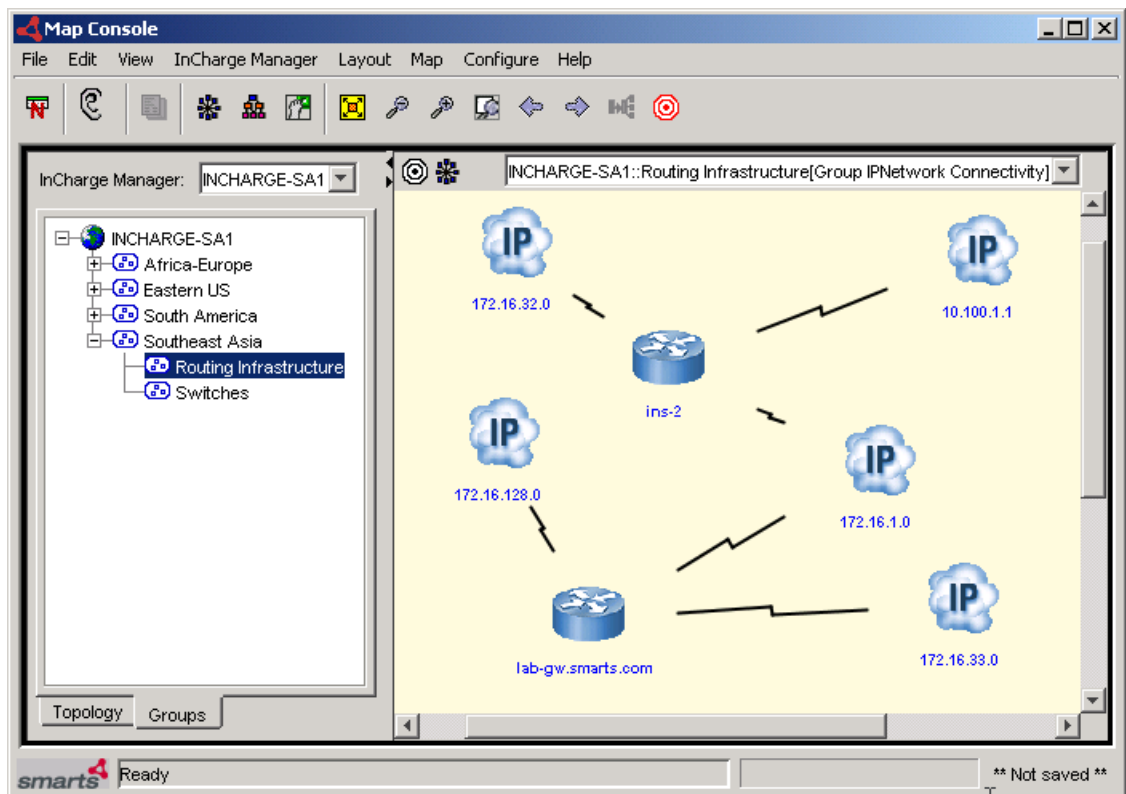 Map Console
File Edit View InCharge Manager Layout Map Configure Help
N
InCharge Manager: INCHARGE-SA1
INCHARGE-SA1::Routing Infrastructure[Group IPNetwork Connectivity]
INCHARGE-SA1
Africa-Europe
Eastern US
South America
Southeast Asia
Routing Infrastructure
Switches
Topology Groups
IP
172.16.32.0
IP
10.100.1.1
ins-2
IP
172.16.128.0
IP
172.16.1.0
lab-gw.smarts.com
IP
172.16.33.0
smarts Ready ** Not saved **